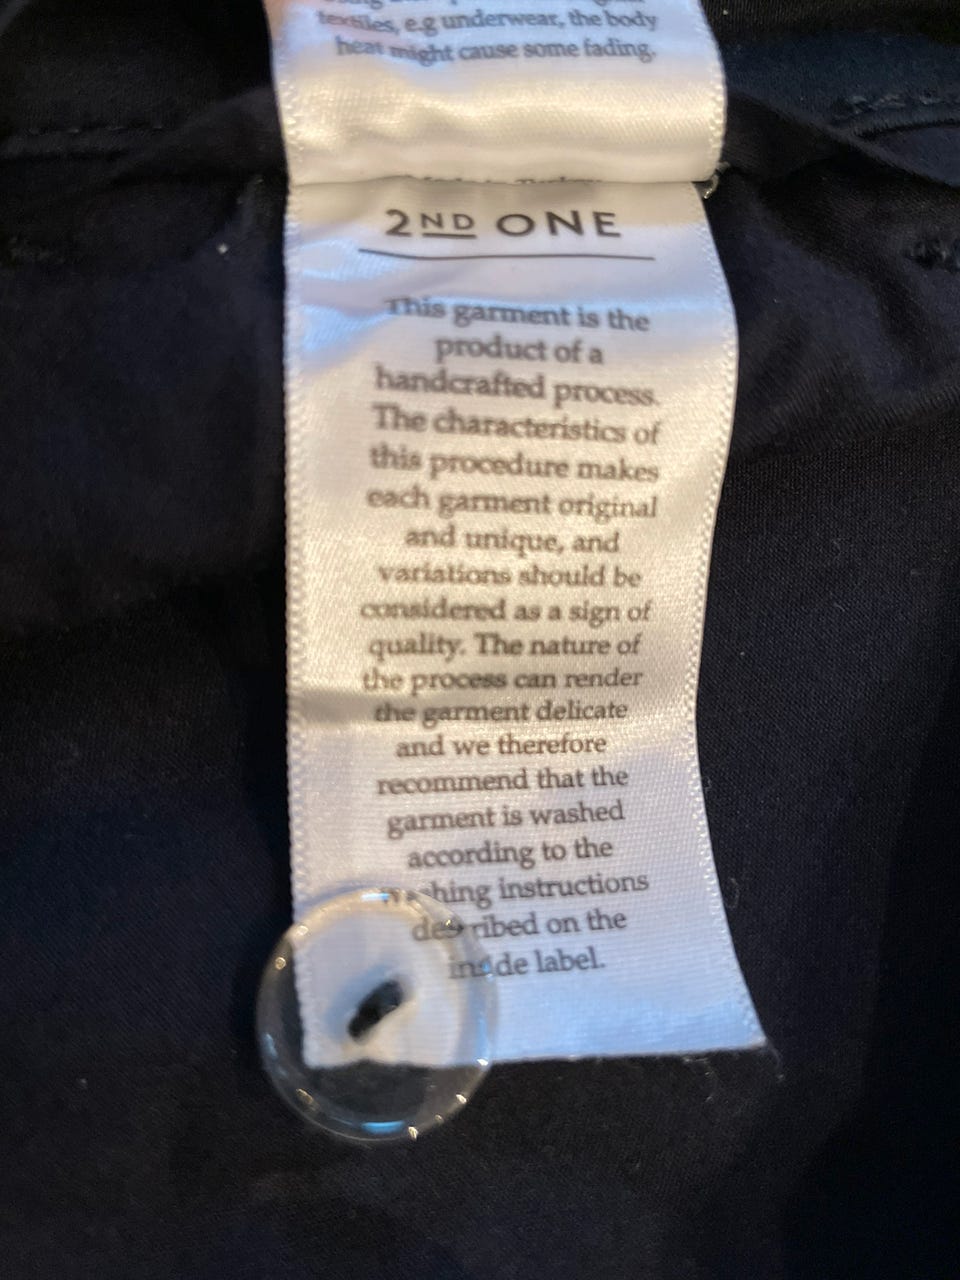 textiles, e.g underwear, the body
heat might cause some fading.
2ND ONE
This garment is the
product of a
handcrafted process.
The characteristics of
this procedure makes
each garment original
and unique, and
variations should be
considered as a sign of
quality. The nature of
the process can render
the garment delicate
and we therefore
recommend that the
garment is washed
according to the
washing instructions
described on the
inside label.